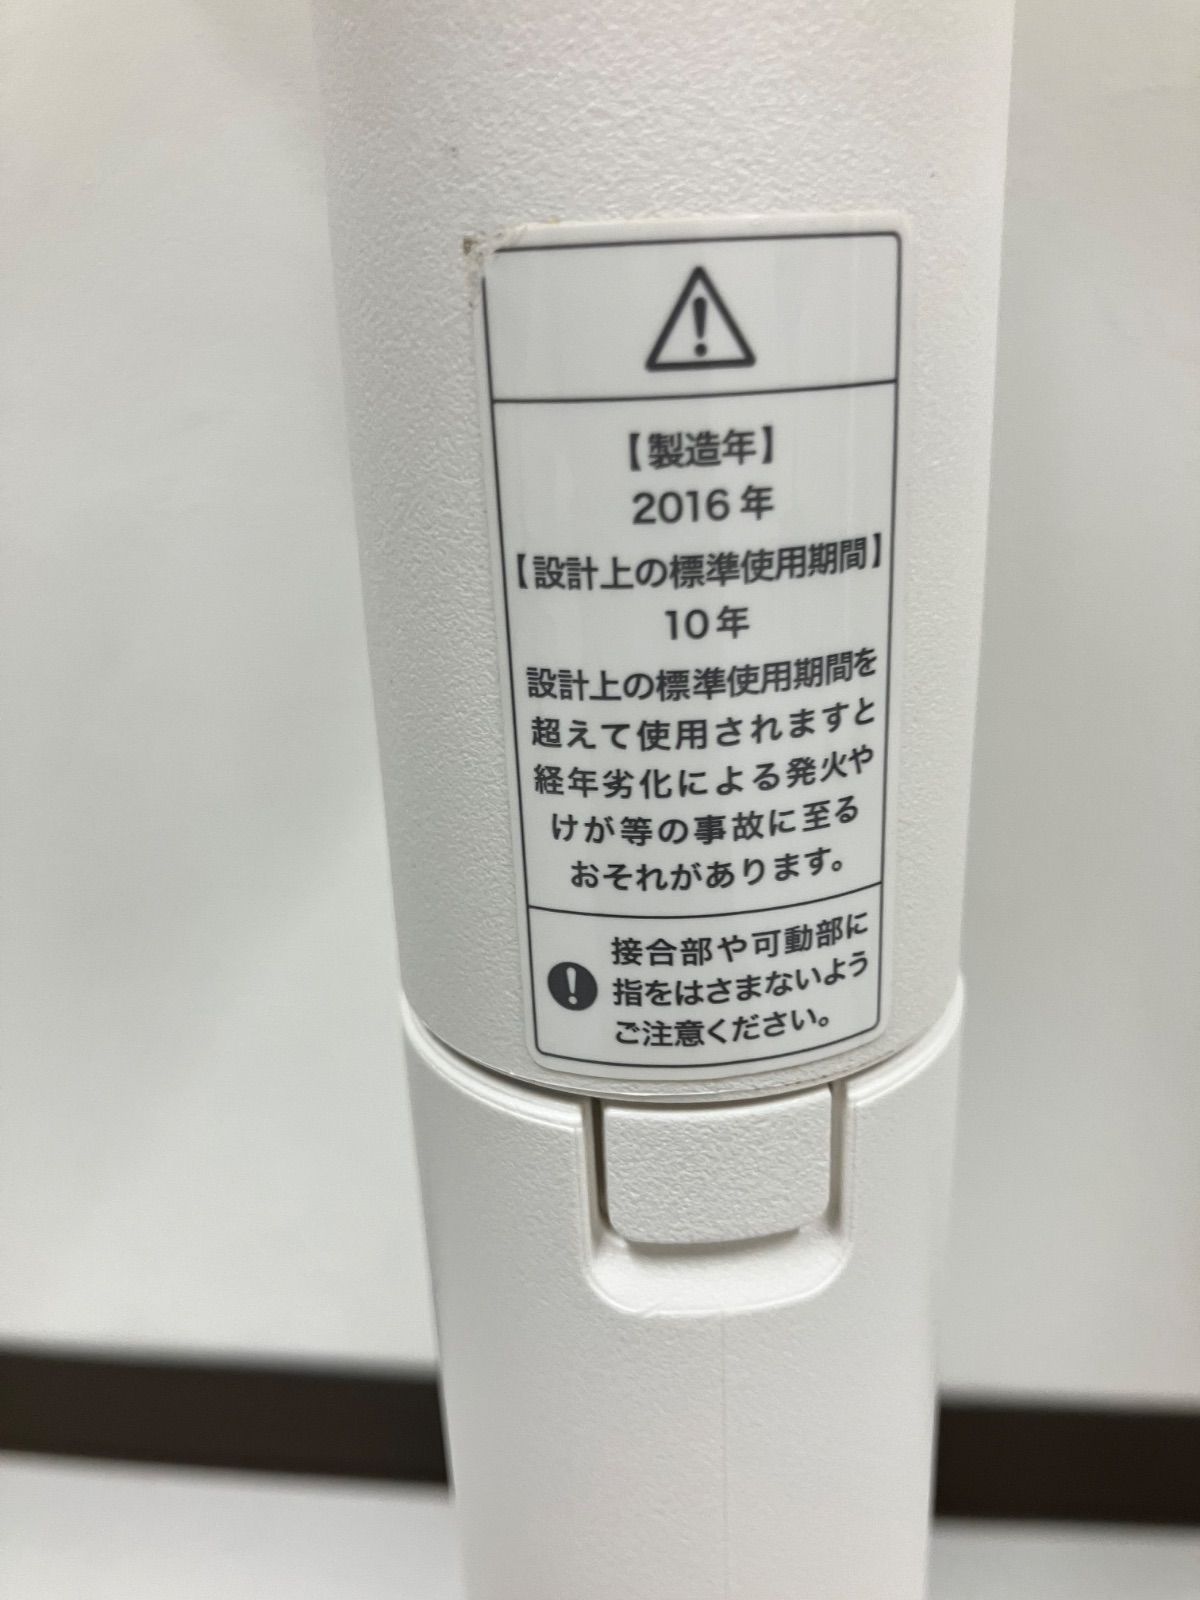 【製造年】
2016年
【設計上の標準使用期間】
10年
設計上の標準使用期間を
超えて使用されますと
経年劣化による発火や
けが等の事故に至る
おそれがあります。
接合部や可動部に
指をはさまないよう
ご注意ください。